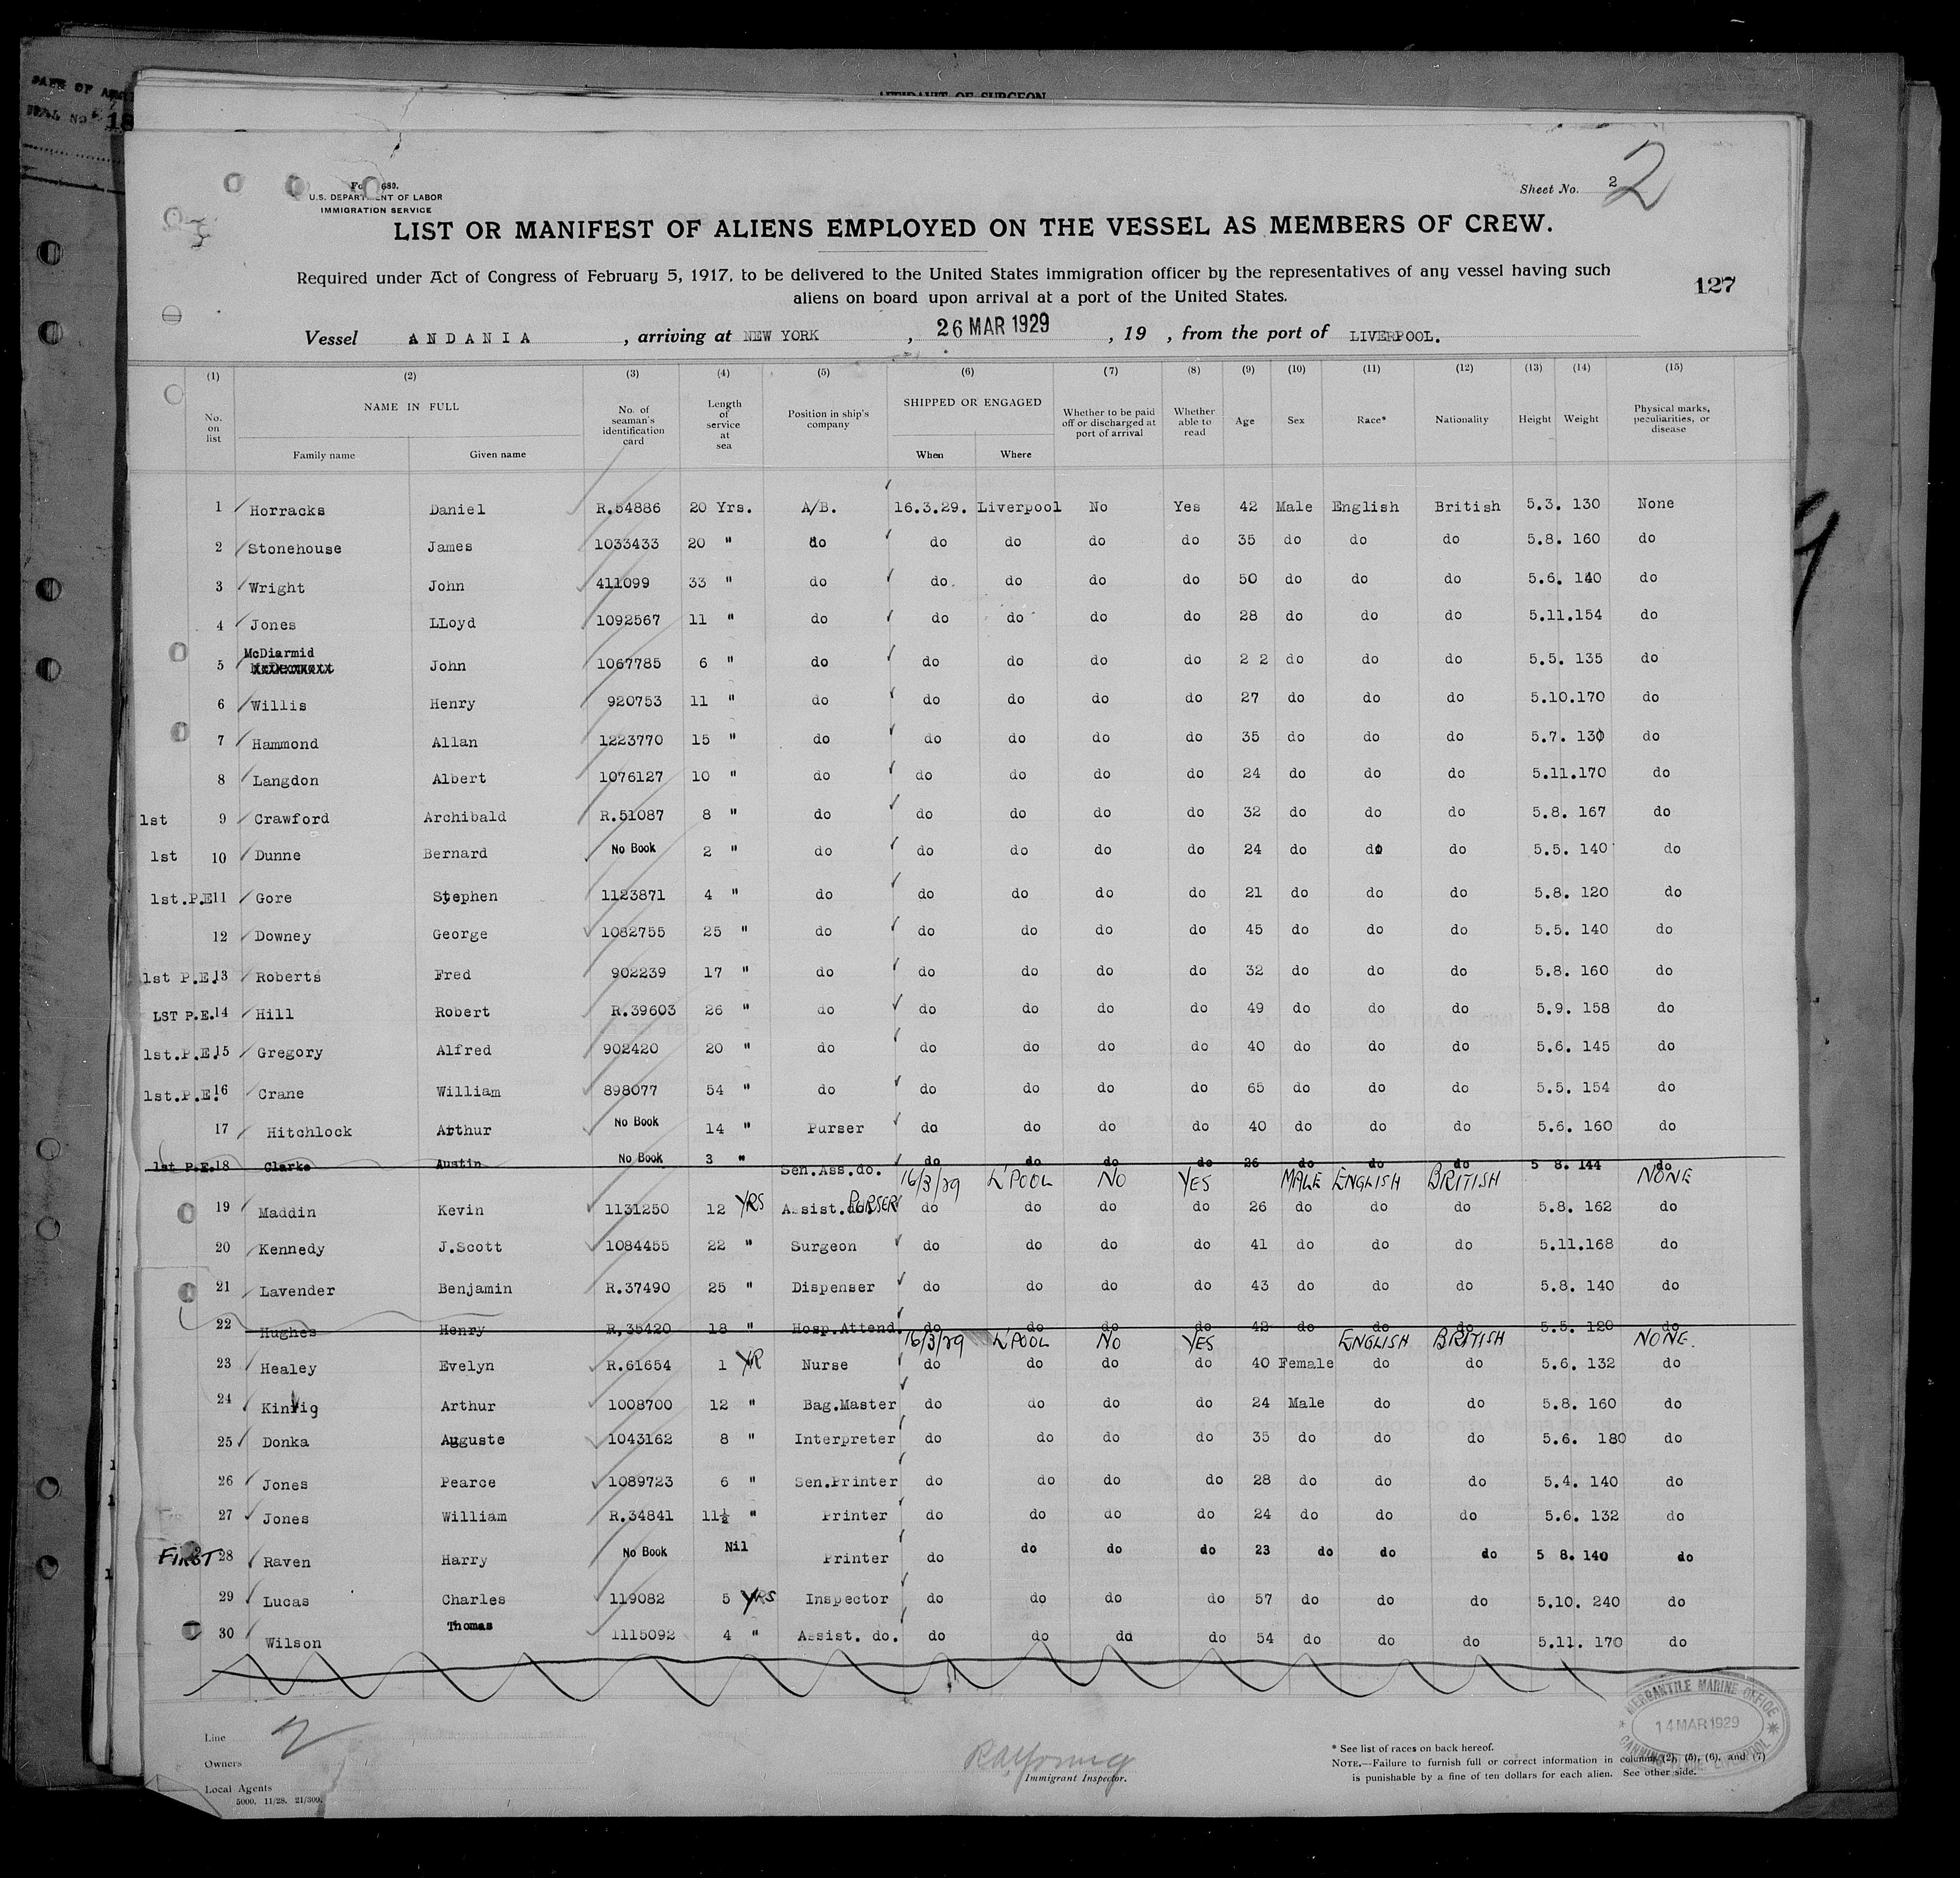 AFFIDAVIT OF SURGEON
DATE OF
18
680.
U.S. DEPARTMENT OF LABOR
IMMIGRATION SERVICE
Sheet No. 2
2
LIST OR MANIFEST OF ALIENS EMPLOYED ON THE VESSEL AS MEMBERS OF CREW.
Required under Act of Congress of February 5, 1917, to be delivered to the United States immigration officer by the representatives of any vessel having such
aliens on board upon arrival at a port of the United States.
127
Vessel ANDANIA , arriving at NEW YORK , 26 MAR 1929 , 19 , from the port of LIVERPOOL.
(1) (2) (3) (4) (5) (6) (7) (8) (9) (10) (11) (12) (13) (14) (15)
No. on list NAME IN FULL Family name Given name No. of seaman's identification card Length of service at sea Position in ship's company SHIPPED OR ENGAGED When Where Whether to be paid off or discharged at port of arrival Whether able to read Age Sex Race* Nationality Height Weight Physical marks, peculiarities, or disease
1 Horracks Daniel R.54886 20 Yrs. A/B. 16.3.29. Liverpool No Yes 42 Male English British 5.3. 130 None
2 Stonehouse James 1033433 20 " do do do do do 35 do do do 5.8. 160 do
3 Wright John 411099 33 " do do. do do do 50 do do do 5.6. 140 do
4 Jones LLoyd 1092567 11 " do do do do do 28 do do do 5.11.154 do
5 McDiarmid John 1067785 6 " do do do do do 2 2 do do do 5.5. 135 do
6 Willis Henry 920753 11 " do do do do do 27 do do do 5.10.170 do
7 Hammond Allan 1223770 15 " do do do do do 35 do do do 5.7. 130 do
8 Langdon Albert 1076127 10 " do do do do do 24 do do do 5.11.170 do
1st 9 Crawford Archibald R.51087 8 " do do do do do 32 do do do 5.8. 167 do
1st 10 Dunne Bernard No Book 2 " do do do do do 24 do do do 5.5. 140 do
1st.P.E 11 Gore Stephen 1123871 4 " do do do do do 21 do do do 5.8. 120 do
12 Downey George 1082755 25 " do do do do do 45 do do do 5.5. 140 do
1st P.E. 13 Roberts Fred 902239 17 " do do do do do 32 do do do 5.8. 160 do
LST P.E. 14 Hill Robert R.39603 26 " do do do do do 49 do do do 5.9. 158 do
1st.P.E. 15 Gregory Alfred 902420 20 " do do do do do 40 do do do 5.6. 145 do
1st.P.E. 16 Crane William 898077 54 " do do do do do 65 do do do 5.5. 154 do
17 Hitchlock Arthur No Book 14 " Purser do do do do 40 do do do 5.6. 160 do
1st P.E. 18 Clarke Austin No Book 3 " Sen.Ass.do. do do do do 26 do do do 5 8. 144 do
16/3/29 L'POOL NO YES MALE ENGLISH BRITISH NONE
19 Maddin Kevin 1131250 12 YRS Assist.do. PURSER do do do do 26 do do do 5.8. 162 do
20 Kennedy J.Scott 1084455 22 " Surgeon do do do do 41 do do do 5.11.168 do
21 Lavender Benjamin R.37490 25 " Dispenser do do do do 43 do do do 5.8. 140 do
22 Hughes Henry R,35420 18 " Hosp.Attend. do do do do 42 do do do 5.5. 120 do
16/3/29 L'POOL NO YES ENGLISH BRITISH NONE.
23 Healey Evelyn R.61654 1 YR Nurse do do do do 40 Female do do 5.6. 132 do
24 Kinvig Arthur 1008700 12 " Bag.Master do do do do 24 Male do do 5.8. 160 do
25 Donka Auguste 1043162 8 " Interpreter do do do do 35 do do do 5.6. 180 do
26 Jones Pearce 1089723 6 " Sen.Printer do do do do 28 do do do 5.4. 140 do
27 Jones William R.34841 11½ " Printer do do do do 24 do do do 5.6. 132 do
FIRST 28 Raven Harry No Book Nil Printer do do do do 23 do do do 5 8. 140 do
29 Lucas Charles 119082 5 YRS Inspector do do do do 57 do do do 5.10. 240 do
30 Wilson Thomas 1115092 4 " Assist. do. do do do do 54 do do do 5.11. 170 do
MERCANTILE MARINE OFFICE
14 MAR 1929
Line
2
Owners
Local Agents
5000. 11/28. 21/300.
Immigrant Inspector.
* See list of races on back hereof.
NOTE.—Failure to furnish full or correct information in columns (2), (5), (6), and (7)
is punishable by a fine of ten dollars for each alien. See other side.